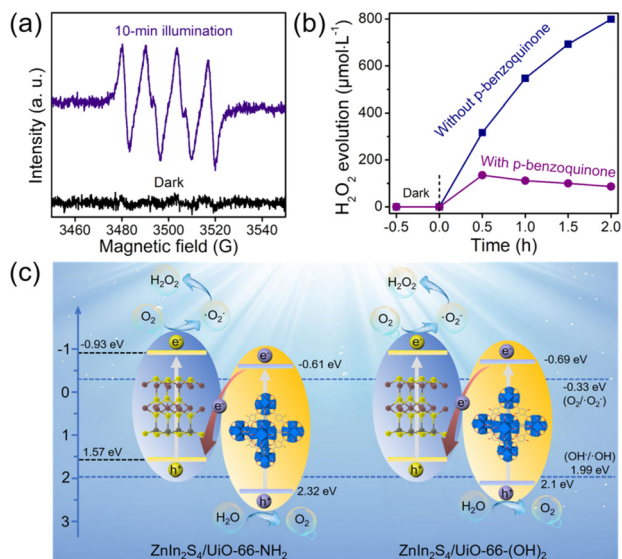 (a)
10-min illumination
Dark
Intensity (a. u.)
3460 3480 3500 3520 3540
Magnetic field (G)
(b)
H₂O₂ evolution (μmol·L⁻¹)
800
600
400
200
0
Without p-benzoquinone
With p-benzoquinone
Dark
-0.5 0.0 0.5 1.0 1.5 2.0
Time (h)
(c)
H₂O₂
O₂
·O₂⁻
-0.93 eV
e⁻
e⁻
-0.61 eV
e⁻
1.57 eV
h⁺
h⁺
2.32 eV
H₂O
O₂
ZnIn₂S₄/UiO-66-NH₂
H₂O₂
O₂
·O₂⁻
e⁻
e⁻
-0.69 eV
-0.33 eV
(O₂/·O₂⁻)
e⁻
(OH⁻/·OH)
1.99 eV
h⁺
2.1 eV
h⁺
H₂O
O₂
ZnIn₂S₄/UiO-66-(OH)₂
-1
0
1
2
3